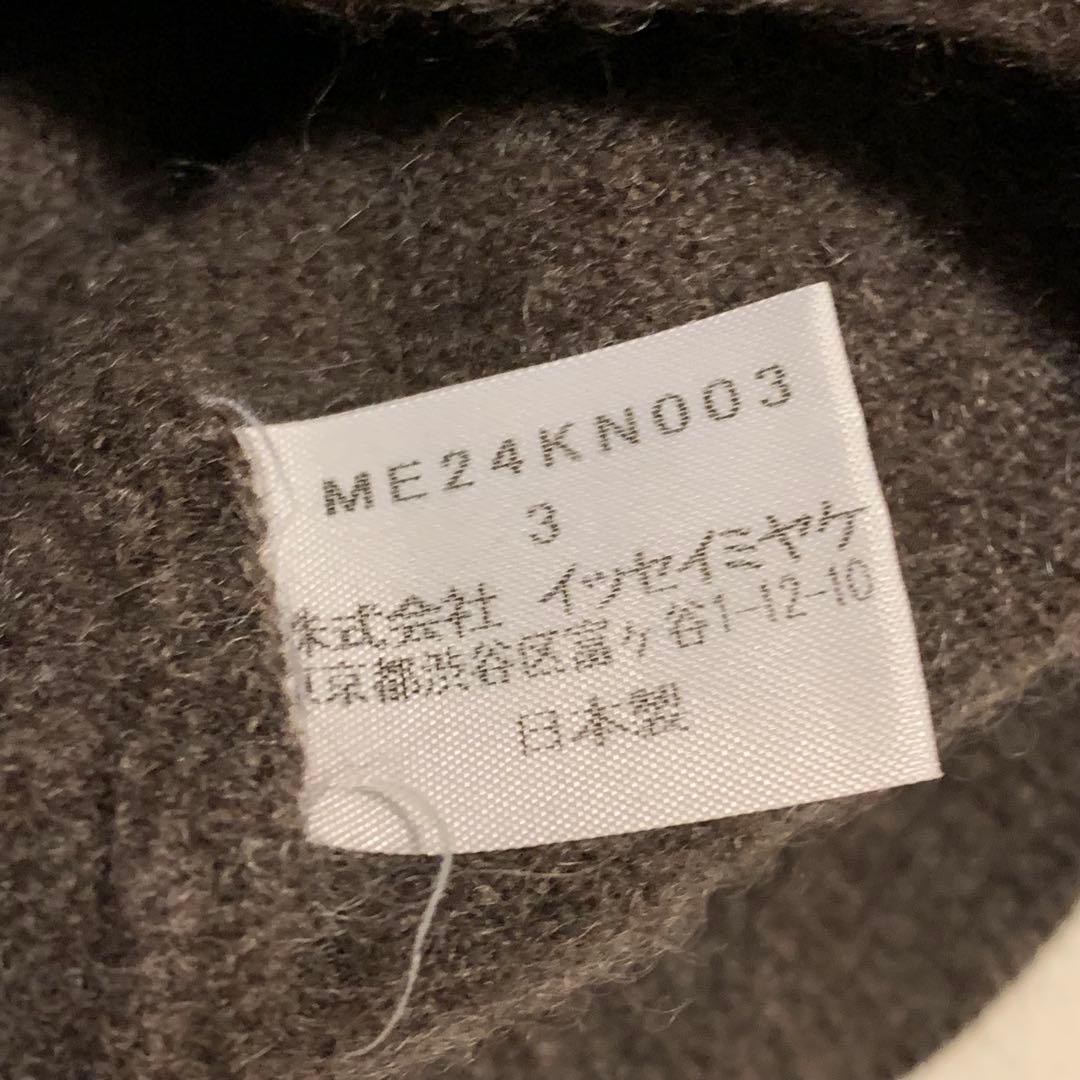 ME24KN003
3
株式会社 イッセイミヤケ
京都渋谷区富ヶ谷1-12-10
日本製